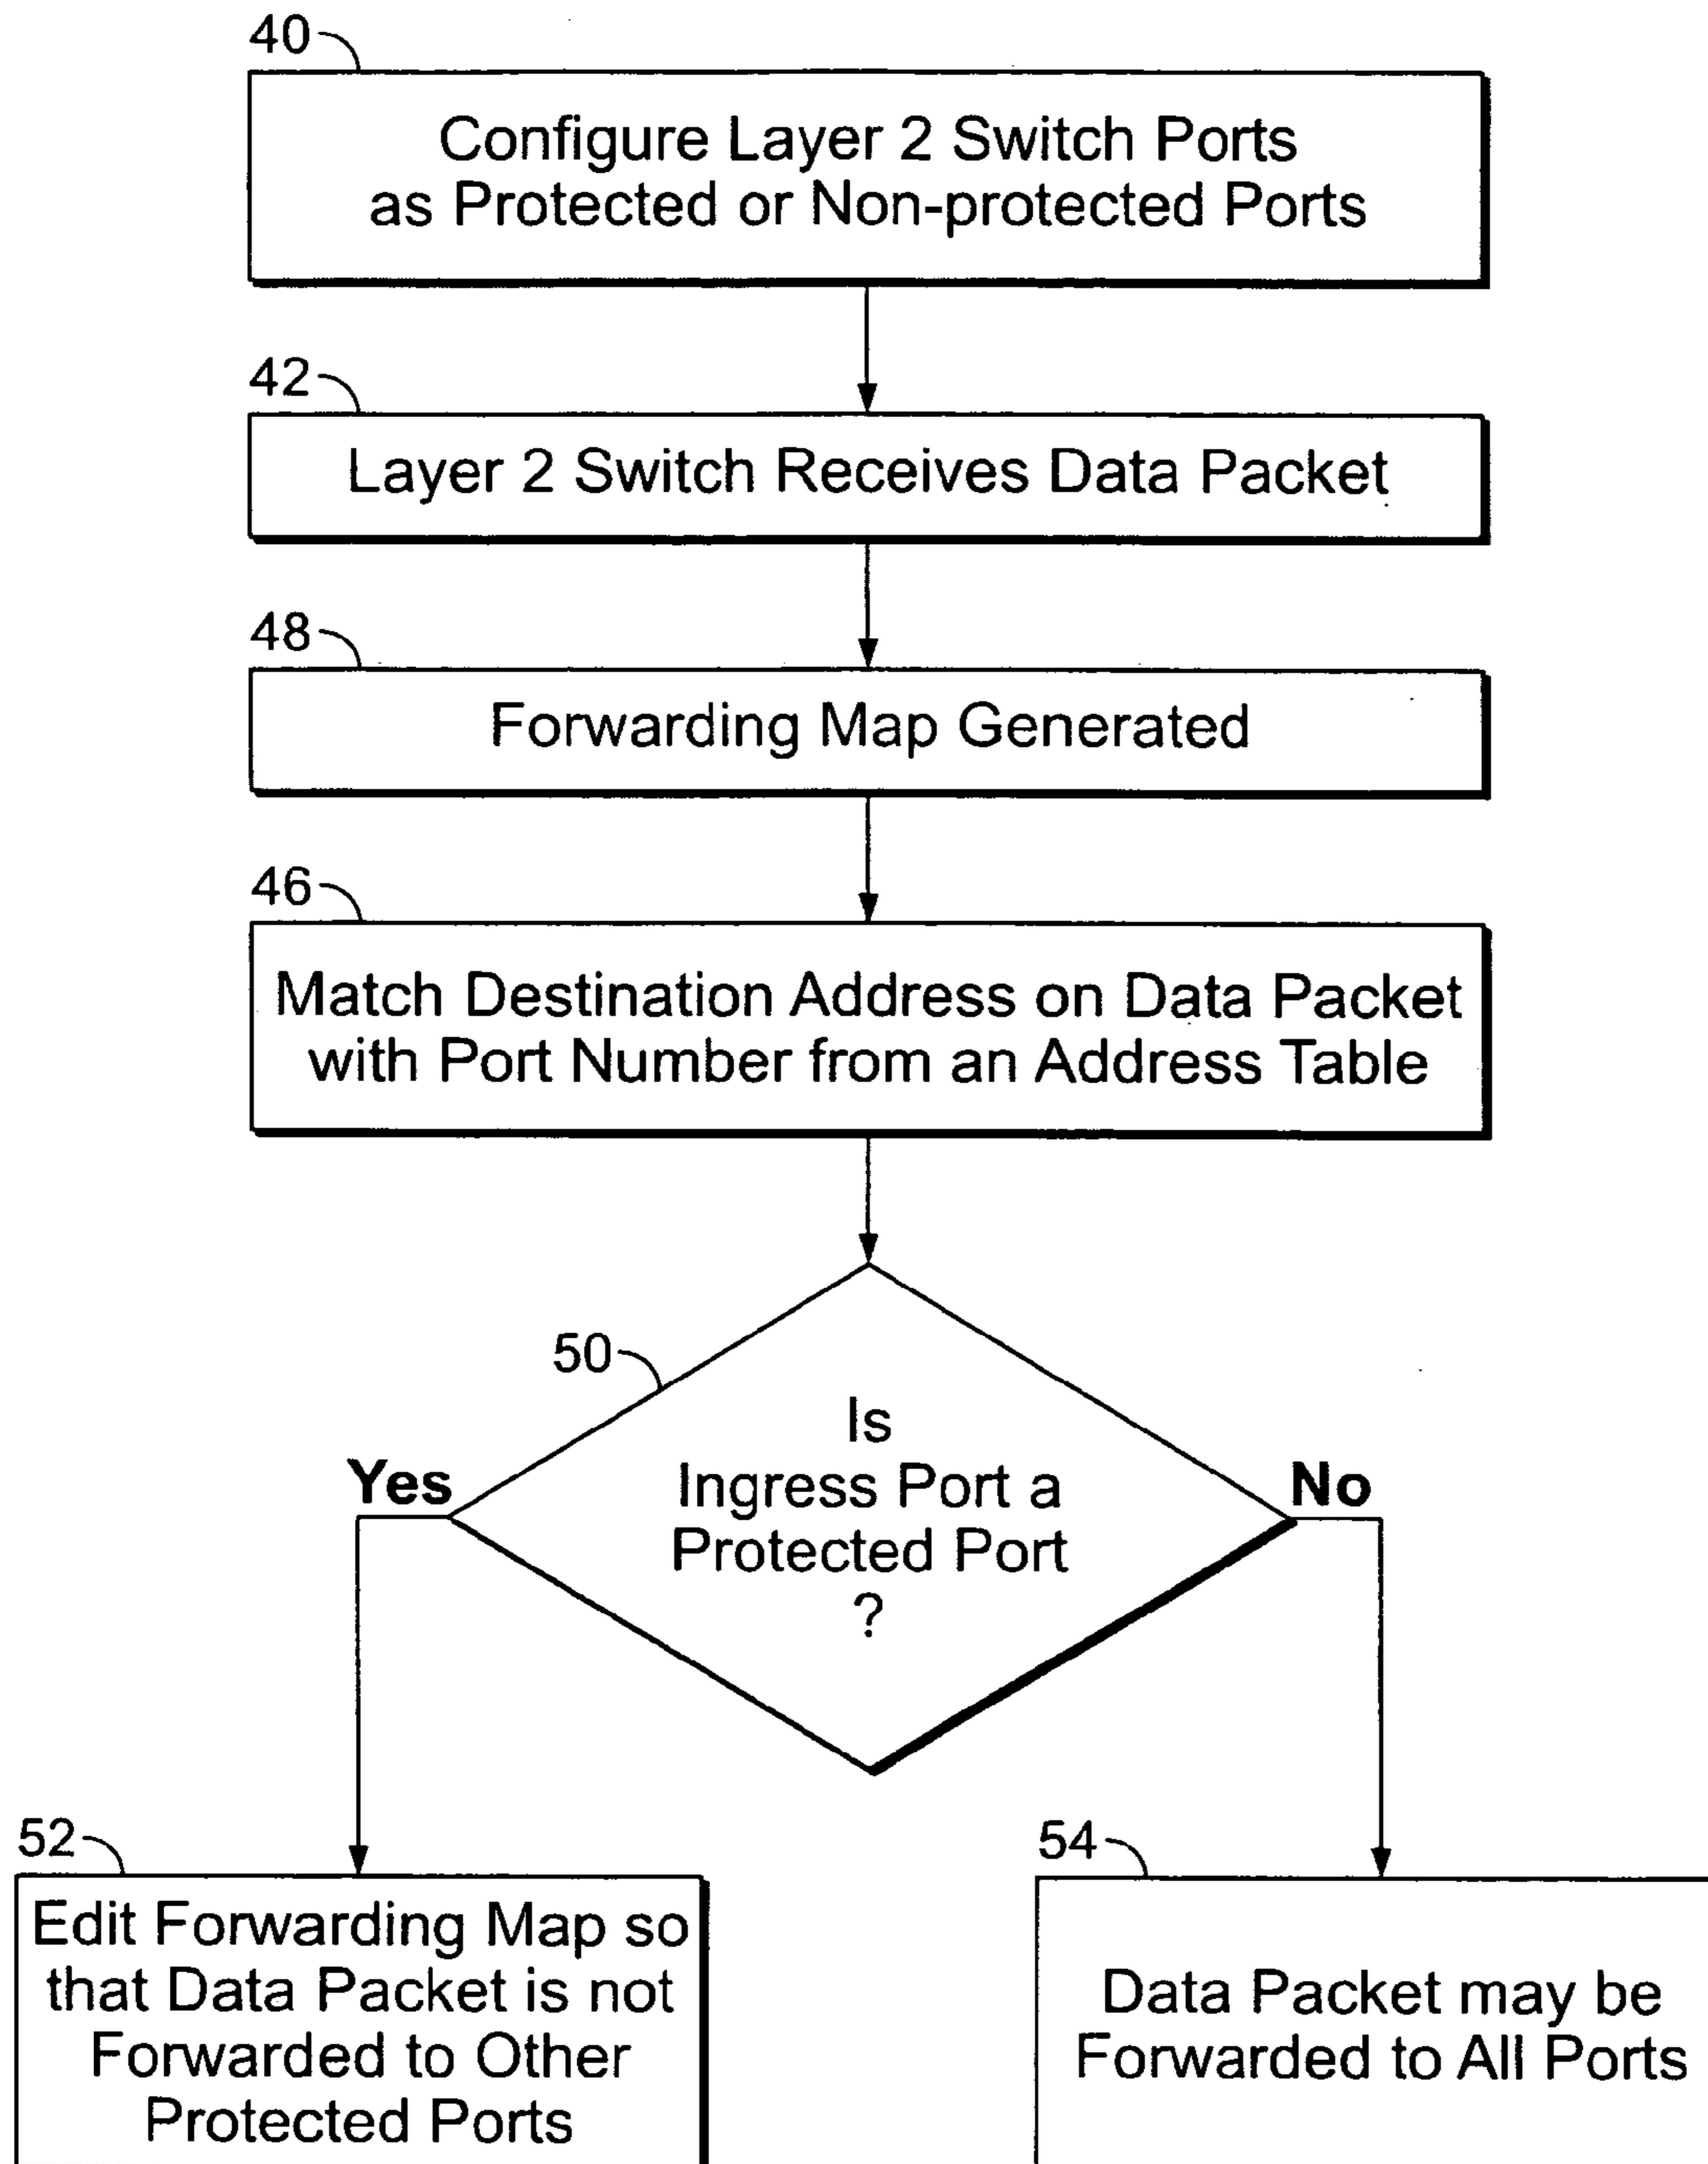 40
Configure Layer 2 Switch Ports
as Protected or Non-protected Ports
42
Layer 2 Switch Receives Data Packet
48
Forwarding Map Generated
46
Match Destination Address on Data Packet
with Port Number from an Address Table
50
Is
Ingress Port a
Protected Port
?
Yes
No
52
Edit Forwarding Map so
that Data Packet is not
Forwarded to Other
Protected Ports
54
Data Packet may be
Forwarded to All Ports